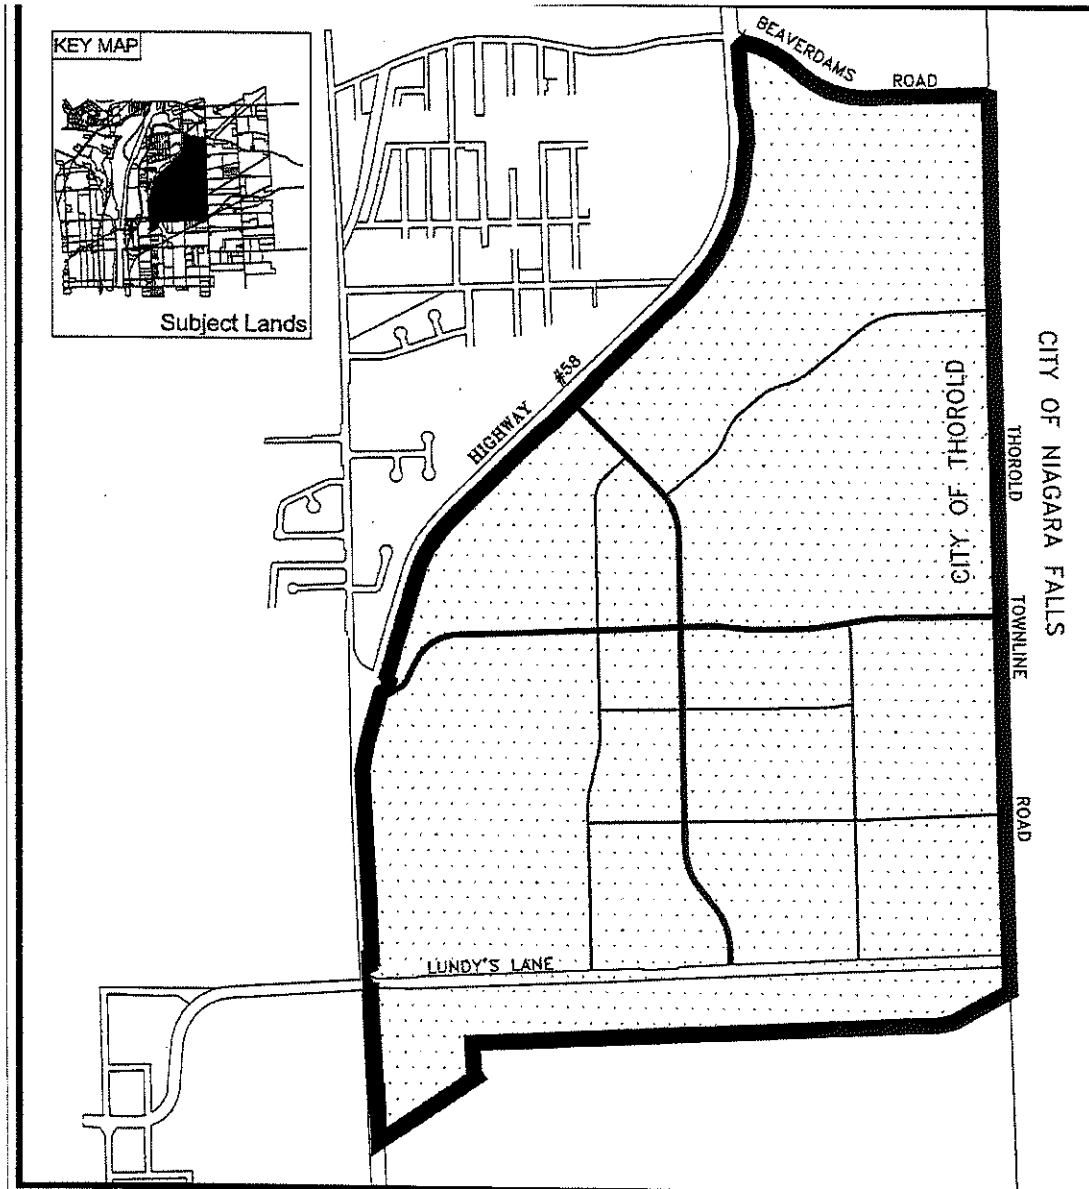 KEY MAP
Subject Lands
BEAVERDAMS
ROAD
HIGHWAY #58
CITY OF THOROLD
CITY OF NIAGARA FALLS
THOROLD
TOWNLINE
ROAD
LUNDY'S LANE